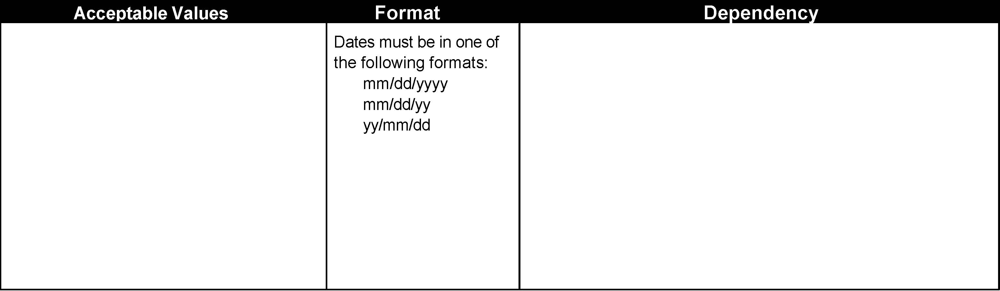 Acceptable Values Format Dependency
Dates must be in one of
the following formats:
mm/dd/yyyy
mm/dd/yy
yy/mm/dd